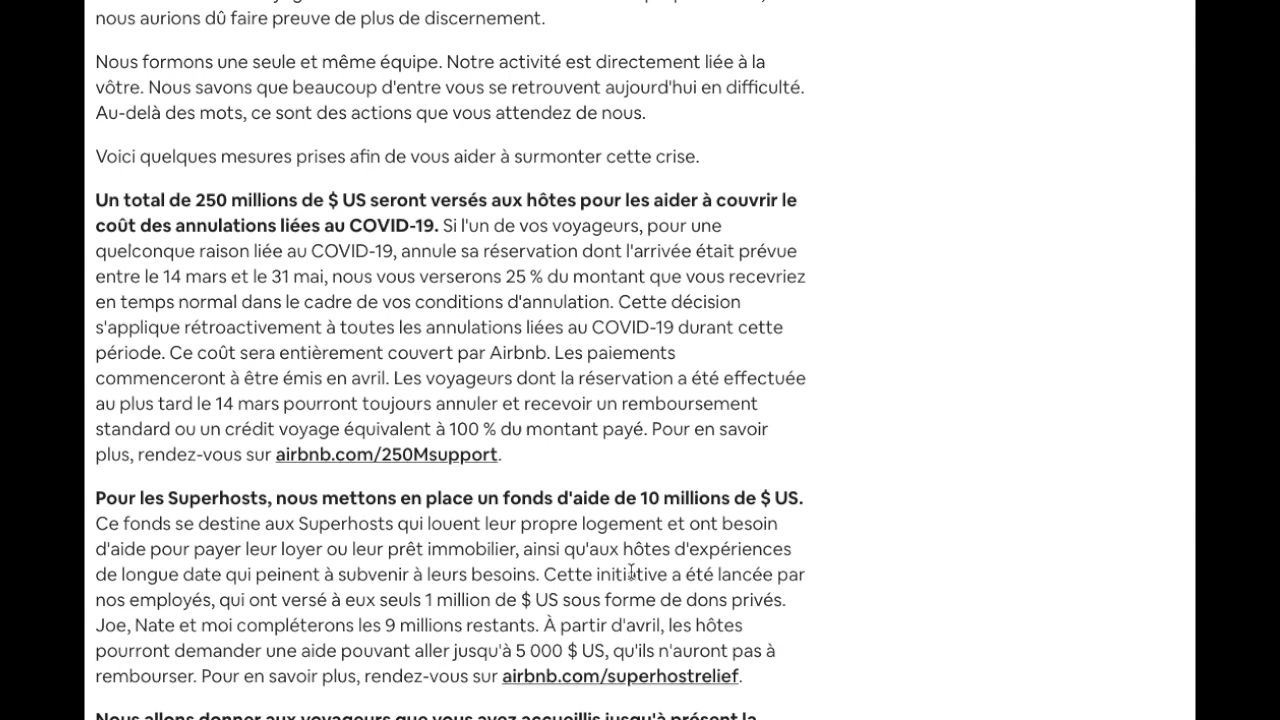 nous aurions dû faire preuve de plus de discernement.
Nous formons une seule et même équipe. Notre activité est directement liée à la
vôtre. Nous savons que beaucoup d'entre vous se retrouvent aujourd'hui en difficulté.
Au-delà des mots, ce sont des actions que vous attendez de nous.
Voici quelques mesures prises afin de vous aider à surmonter cette crise.
Un total de 250 millions de $ US seront versés aux hôtes pour les aider à couvrir le
coût des annulations liées au COVID-19. Si l'un de vos voyageurs, pour une
quelconque raison liée au COVID-19, annule sa réservation dont l'arrivée était prévue
entre le 14 mars et le 31 mai, nous vous verserons 25 % du montant que vous recevriez
en temps normal dans le cadre de vos conditions d'annulation. Cette décision
s'applique rétroactivement à toutes les annulations liées au COVID-19 durant cette
période. Ce coût sera entièrement couvert par Airbnb. Les paiements
commenceront à être émis en avril. Les voyageurs dont la réservation a été effectuée
au plus tard le 14 mars pourront toujours annuler et recevoir un remboursement
standard ou un crédit voyage équivalent à 100 % du montant payé. Pour en savoir
plus, rendez-vous sur airbnb.com/250Msupport.
Pour les Superhosts, nous mettons en place un fonds d'aide de 10 millions de $ US.
Ce fonds se destine aux Superhosts qui louent leur propre logement et ont besoin
d'aide pour payer leur loyer ou leur prêt immobilier, ainsi qu'aux hôtes d'expériences
de longue date qui peinent à subvenir à leurs besoins. Cette initiative a été lancée par
nos employés, qui ont versé à eux seuls 1 million de $ US sous forme de dons privés.
Joe, Nate et moi compléterons les 9 millions restants. À partir d'avril, les hôtes
pourront demander une aide pouvant aller jusqu'à 5 000 $ US, qu'ils n'auront pas à
rembourser. Pour en savoir plus, rendez-vous sur airbnb.com/superhostrelief.
Nous allons donner aux voyageurs que vous avez accueillis jusqu'à présent la